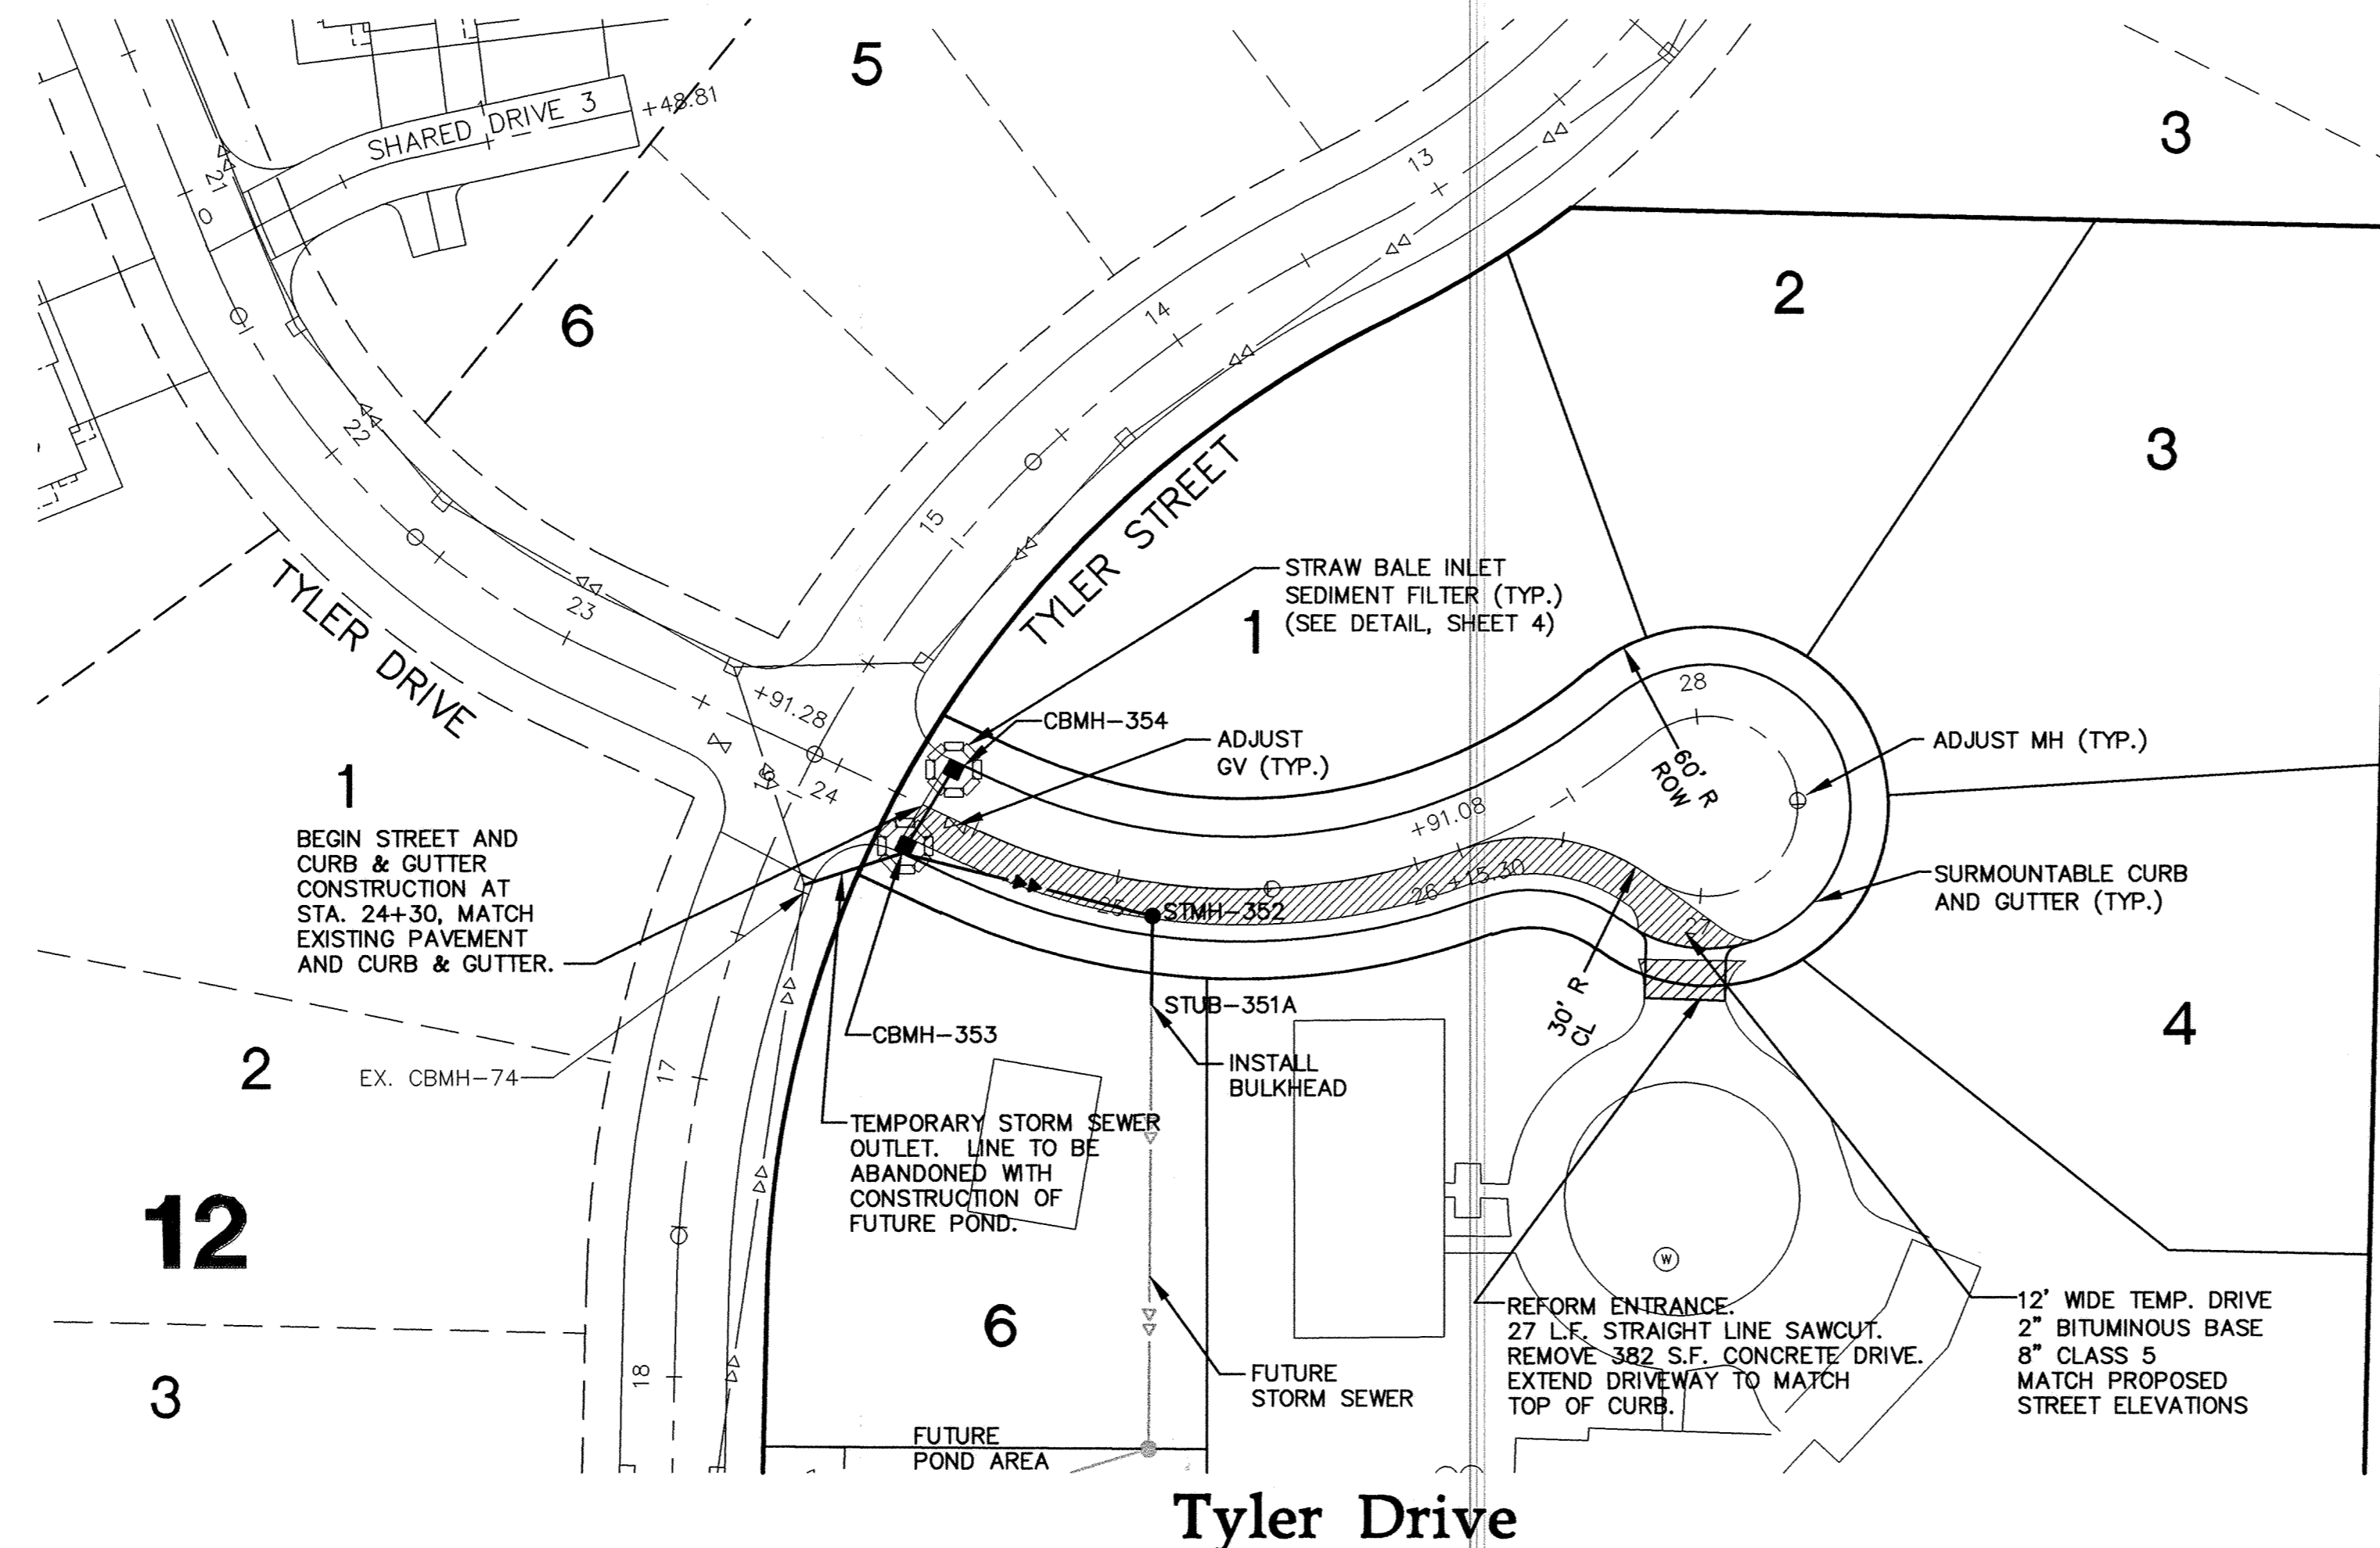 5
3
SHARED DRIVE 3
+48.81
21
0
13
6
2
14
3
22
15
TYLER STREET
TYLER DRIVE
23
STRAW BALE INLET
SEDIMENT FILTER (TYP.)
(SEE DETAIL, SHEET 4)
1
+91.28
CBMH-354
ADJUST
GV (TYP.)
28
60' R
ROW
ADJUST MH (TYP.)
16
24
1
BEGIN STREET AND
CURB & GUTTER
CONSTRUCTION AT
STA. 24+30, MATCH
EXISTING PAVEMENT
AND CURB & GUTTER.
+91.08
SURMOUNTABLE CURB
AND GUTTER (TYP.)
25
STMH-352
26 +15.30
27
STUB-351A
30' R
CL
CBMH-353
4
2
EX. CBMH-74
17
INSTALL
BULKHEAD
TEMPORARY STORM SEWER
OUTLET. LINE TO BE
ABANDONED WITH
CONSTRUCTION OF
FUTURE POND.
12
W
6
REFORM ENTRANCE.
27 L.F. STRAIGHT LINE SAWCUT.
REMOVE 382 S.F. CONCRETE DRIVE.
EXTEND DRIVEWAY TO MATCH
TOP OF CURB.
12' WIDE TEMP. DRIVE
2" BITUMINOUS BASE
8" CLASS 5
MATCH PROPOSED
STREET ELEVATIONS
18
3
FUTURE
STORM SEWER
FUTURE
POND AREA
Tyler Drive